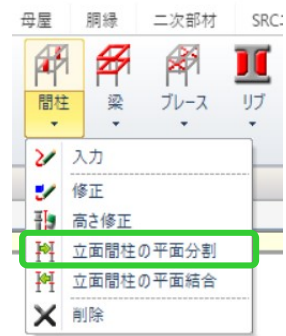 母屋 胴縁 二次部材 SRC
間柱 梁 ブレース リブ
入力
修正
高さ修正
立面間柱の平面分割
立面間柱の平面結合
削除